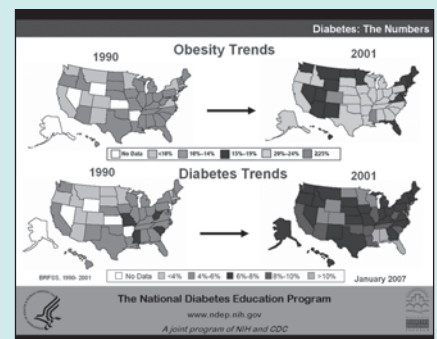 Diabetes: The Numbers
Obesity Trends
1990
2001
No Data <10% 10%–14% 15%–19% 20%–24% ≥25%
Diabetes Trends
1990
2001
No Data <4% 4%-6% 6%-8% 8%-10% >10%
BRFSS, 1990- 2001
January 2007
The National Diabetes Education Program
www.ndep.nih.gov
A joint program of NIH and CDC